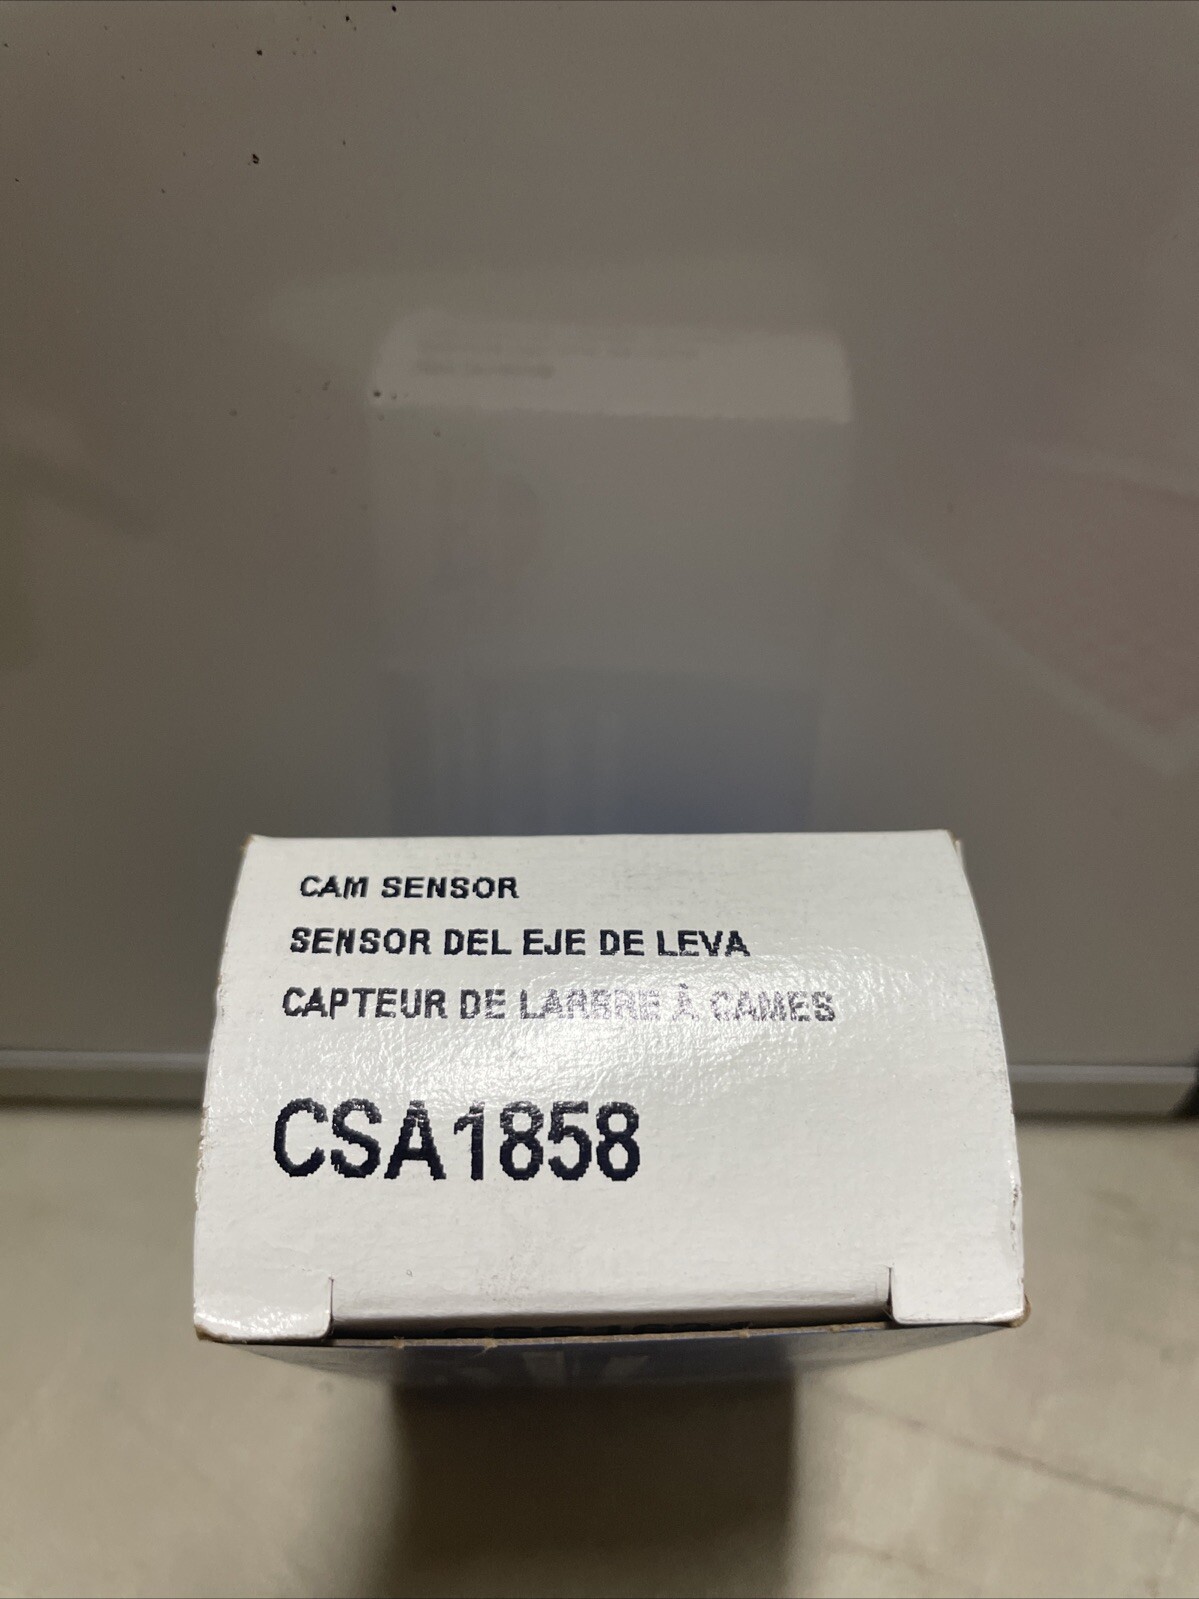 CAM SENSOR
SENSOR DEL EJE DE LEVA
CAPTEUR DE LARBRE À CAMES
CSA1858